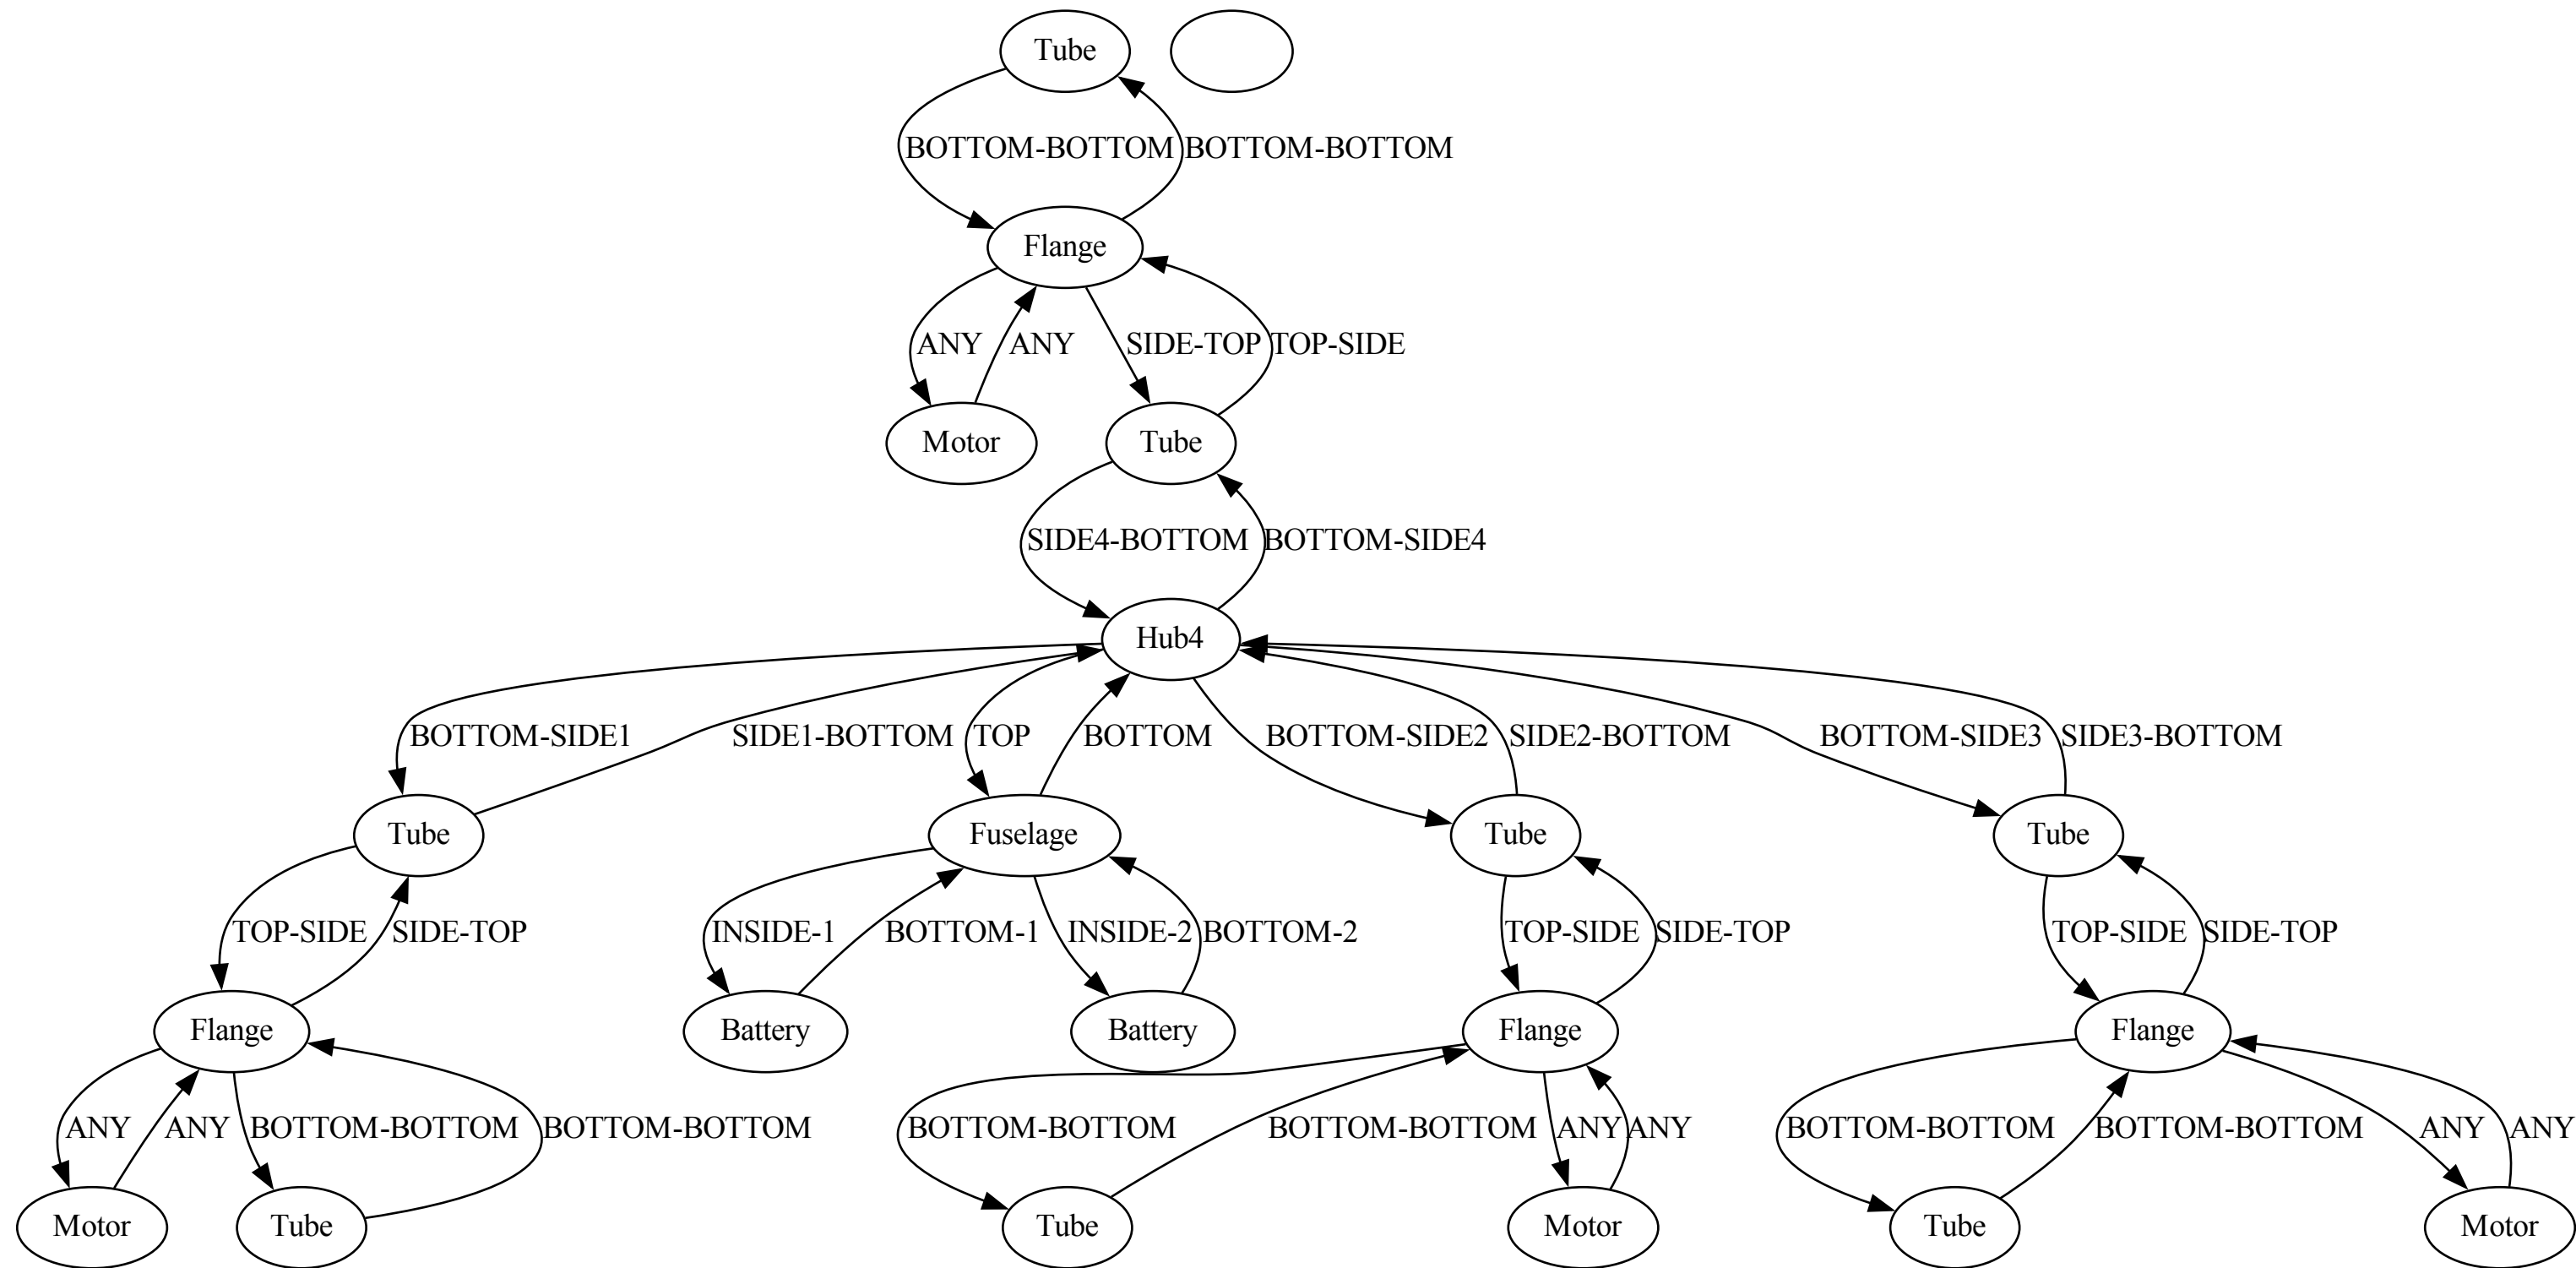 Tube
BOTTOM-BOTTOM BOTTOM-BOTTOM
Flange
ANY ANY SIDE-TOP TOP-SIDE
Motor Tube
SIDE4-BOTTOM BOTTOM-SIDE4
Hub4
BOTTOM-SIDE1 SIDE1-BOTTOM TOP BOTTOM BOTTOM-SIDE2 SIDE2-BOTTOM BOTTOM-SIDE3 SIDE3-BOTTOM
Tube Fuselage Tube Tube
TOP-SIDE SIDE-TOP INSIDE-1 BOTTOM-1 INSIDE-2 BOTTOM-2 TOP-SIDE SIDE-TOP TOP-SIDE SIDE-TOP
Flange Battery Battery Flange Flange
ANY ANY BOTTOM-BOTTOM BOTTOM-BOTTOM BOTTOM-BOTTOM BOTTOM-BOTTOM ANY ANY BOTTOM-BOTTOM BOTTOM-BOTTOM ANY ANY
Motor Tube Tube Motor Tube Motor